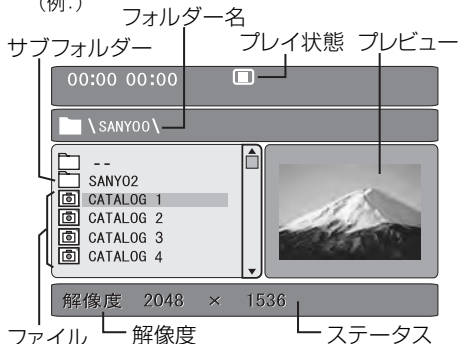 (例:)
フォルダー名
サブフォルダー
プレイ状態
プレビュー
00:00 00:00
\SANYO0\
--
SANYO2
CATALOG 1
CATALOG 2
CATALOG 3
CATALOG 4
解像度 2048 × 1536
ファイル
解像度
ステータス